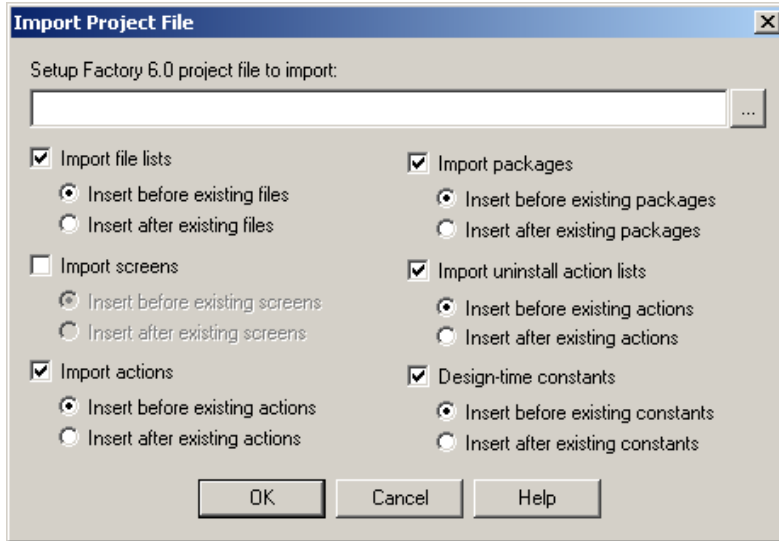 Import Project File
Setup Factory 6.0 project file to import:
...
Import file lists
Insert before existing files
Insert after existing files
Import screens
Insert before existing screens
Insert after existing screens
Import actions
Insert before existing actions
Insert after existing actions
Import packages
Insert before existing packages
Insert after existing packages
Import uninstall action lists
Insert before existing actions
Insert after existing actions
Design-time constants
Insert before existing constants
Insert after existing constants
OK
Cancel
Help